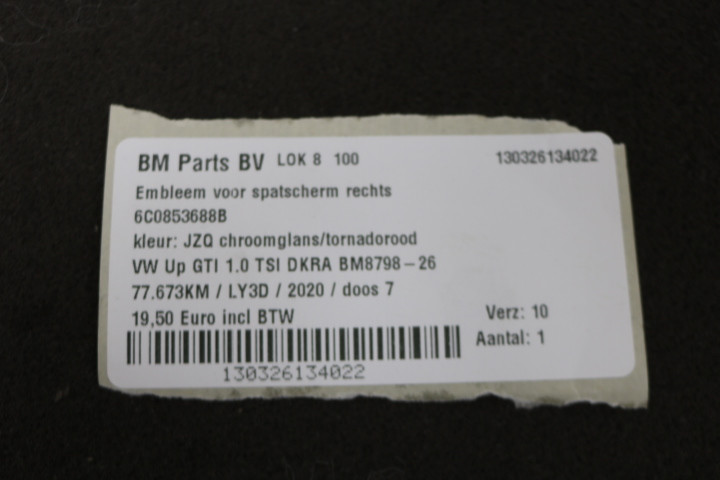 BM Parts BV LOK 8 100 130326134022
Embleem voor spatscherm rechts
6C0853688B
kleur: JZQ chroomglans/tornadorood
VW Up GTI 1.0 TSI DKRA BM8798-26
77.673KM / LY3D / 2020 / doos 7
19,50 Euro incl BTW Verz: 10
Aantal: 1
130326134022